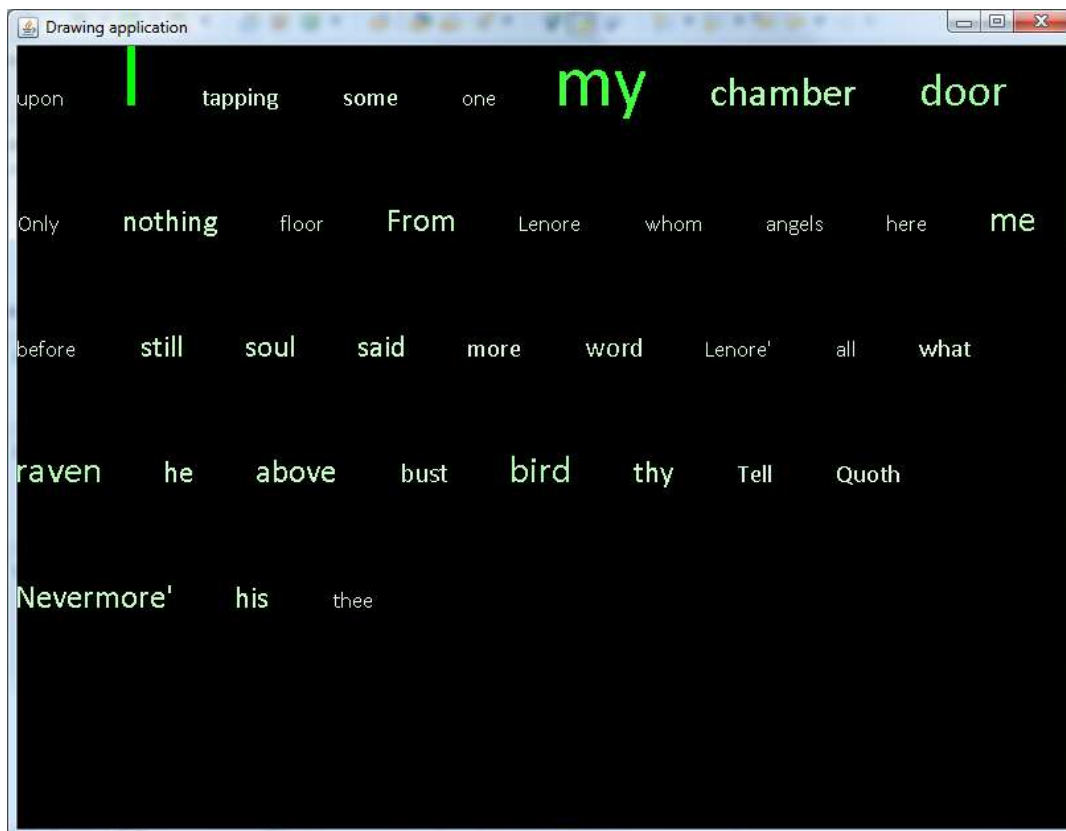 Drawing application
upon I tapping some one my chamber door
Only nothing floor From Lenore whom angels here me
before still soul said more word Lenore' all what
raven he above bust bird thy Tell Quoth
Nevermore' his thee